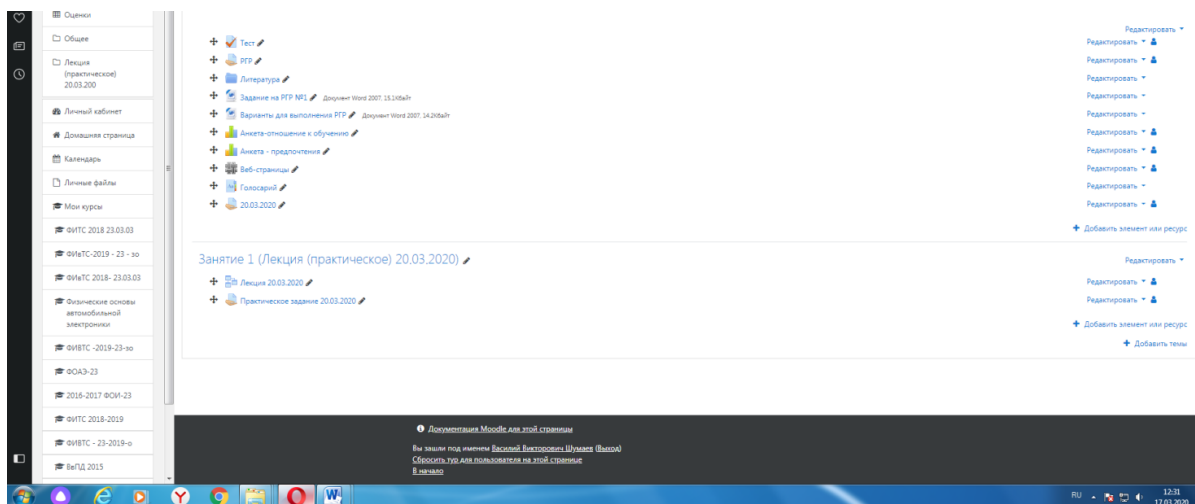 Оценки
Общее
Лекция
(практическое)
20.03.200
Личный кабинет
Домашняя страница
Календарь
Личные файлы
Мои курсы
ФИТС 2018 23.03.03
ФИвТС-2019 - 23 - зо
ФИвТС 2018- 23.03.03
Физические основы
автомобильной
электроники
ФИВТС -2019-23-зо
ФОАЭ-23
2016-2017 ФОИ-23
ФИТС 2018-2019
ФИВТС - 23-2019-о
ВвПД 2015
Редактировать
Тест Редактировать
РГР Редактировать
Литература Редактировать
Задание на РГР №1 Документ Word 2007, 15.1Кбайт Редактировать
Варианты для выполнения РГР Документ Word 2007, 14.2Кбайт Редактировать
Анкета-отношение к обучению Редактировать
Анкета - предпочтения Редактировать
Веб-страницы Редактировать
Голосарий Редактировать
20.03.2020 Редактировать
Добавить элемент или ресурс
Занятие 1 (Лекция (практическое) 20.03.2020) Редактировать
Лекция 20.03.2020 Редактировать
Практическое задание 20.03.2020 Редактировать
Добавить элемент или ресурс
Добавить темы
Документация Moodle для этой страницы
Вы зашли под именем Василий Викторович Шумаев (Выход)
Сбросить тур для пользователя на этой странице
В начало
RU 12:31
17.03.2020